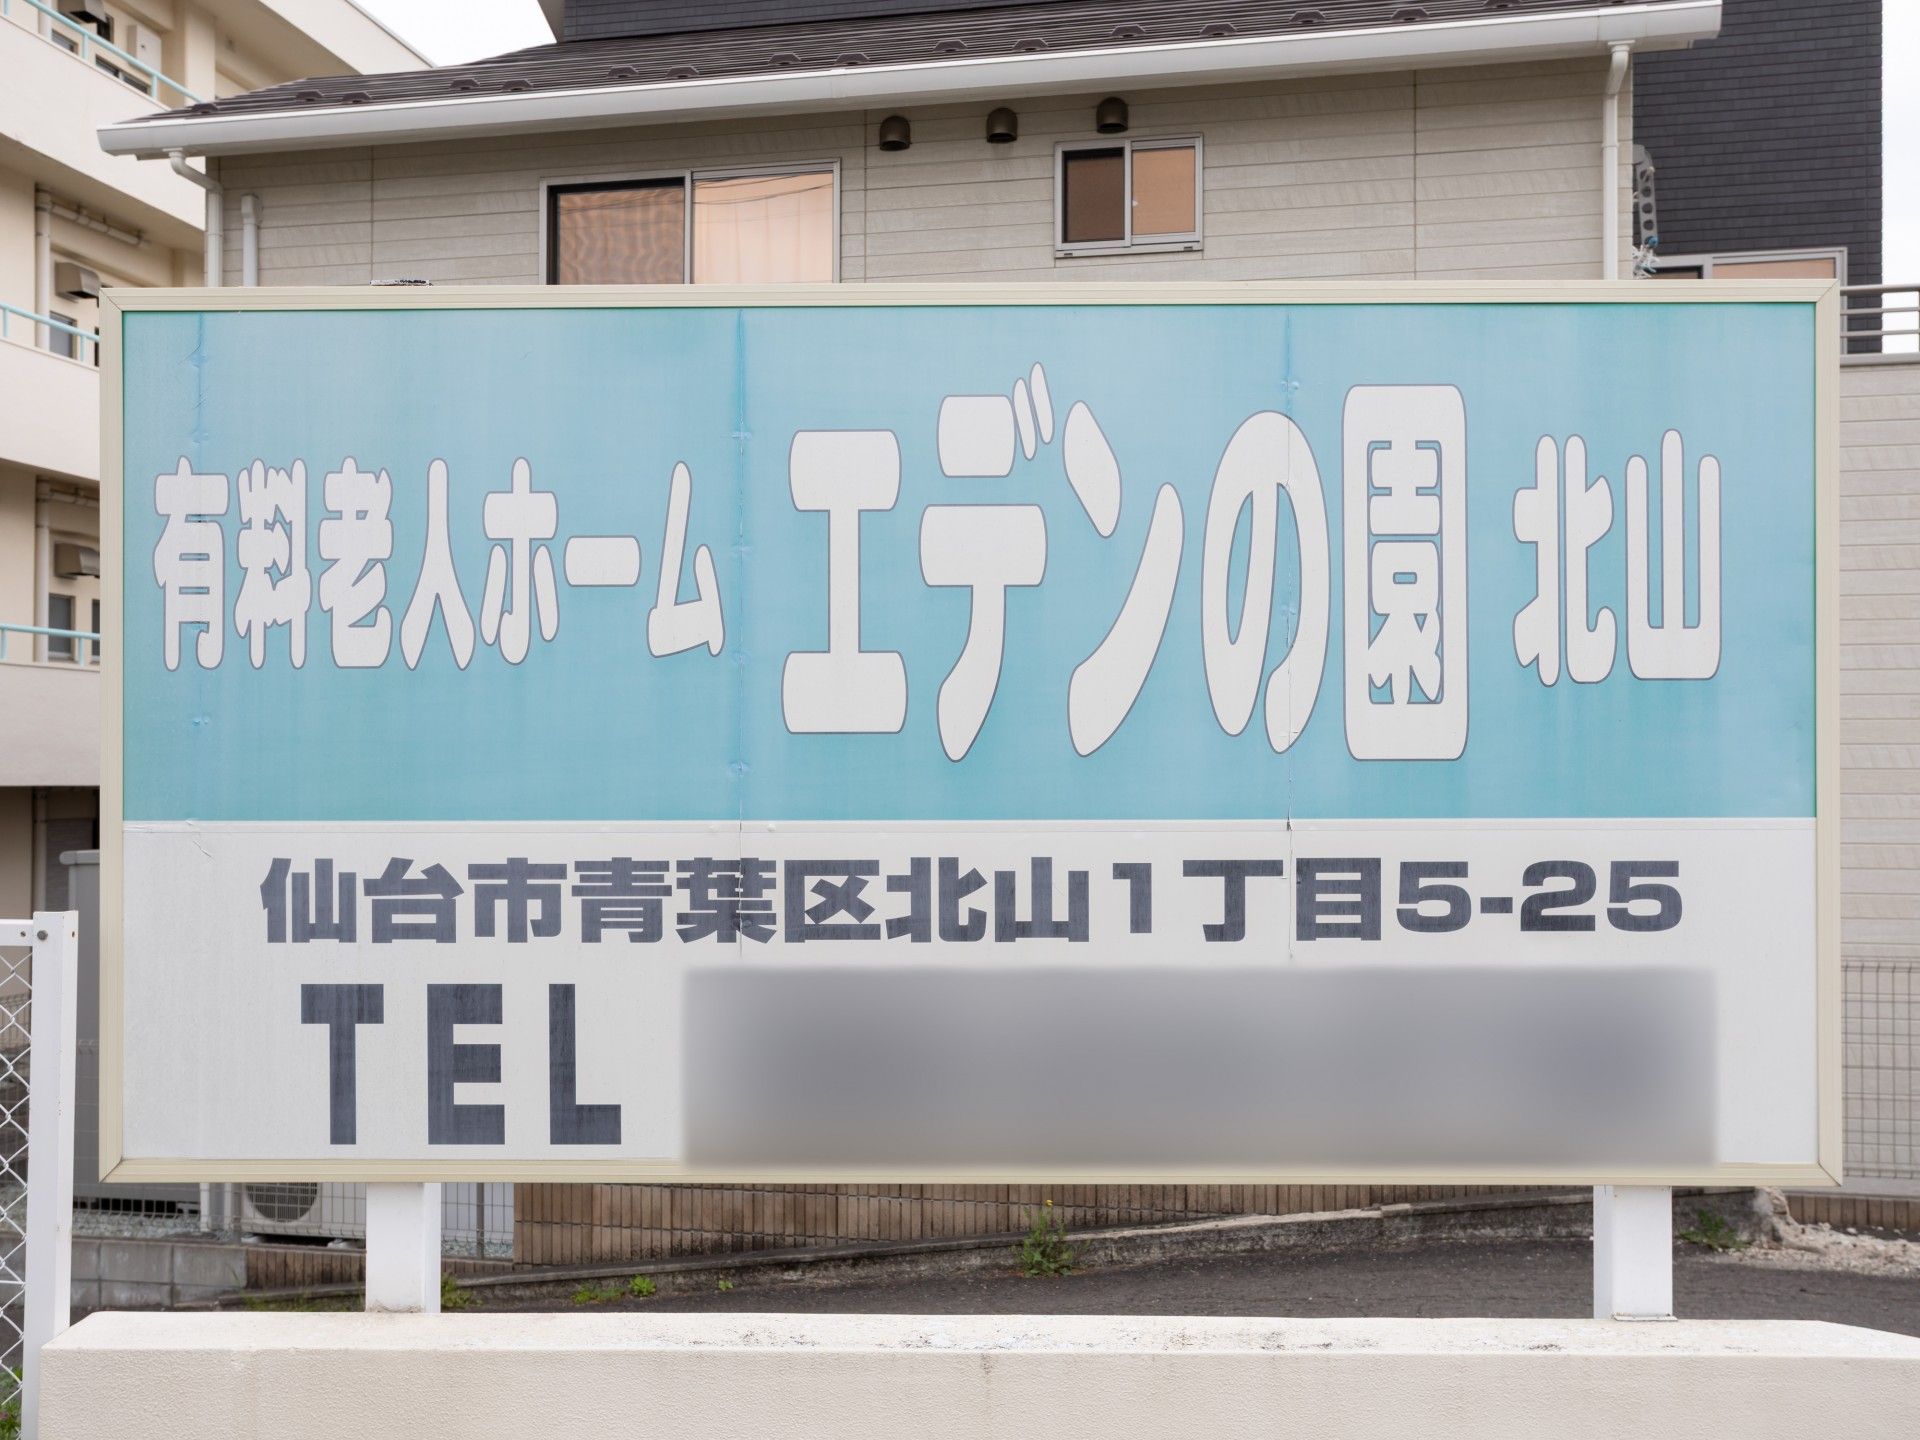 有料老人ホーム エデンの園 北山
仙台市青葉区北山1丁目5-25
TEL